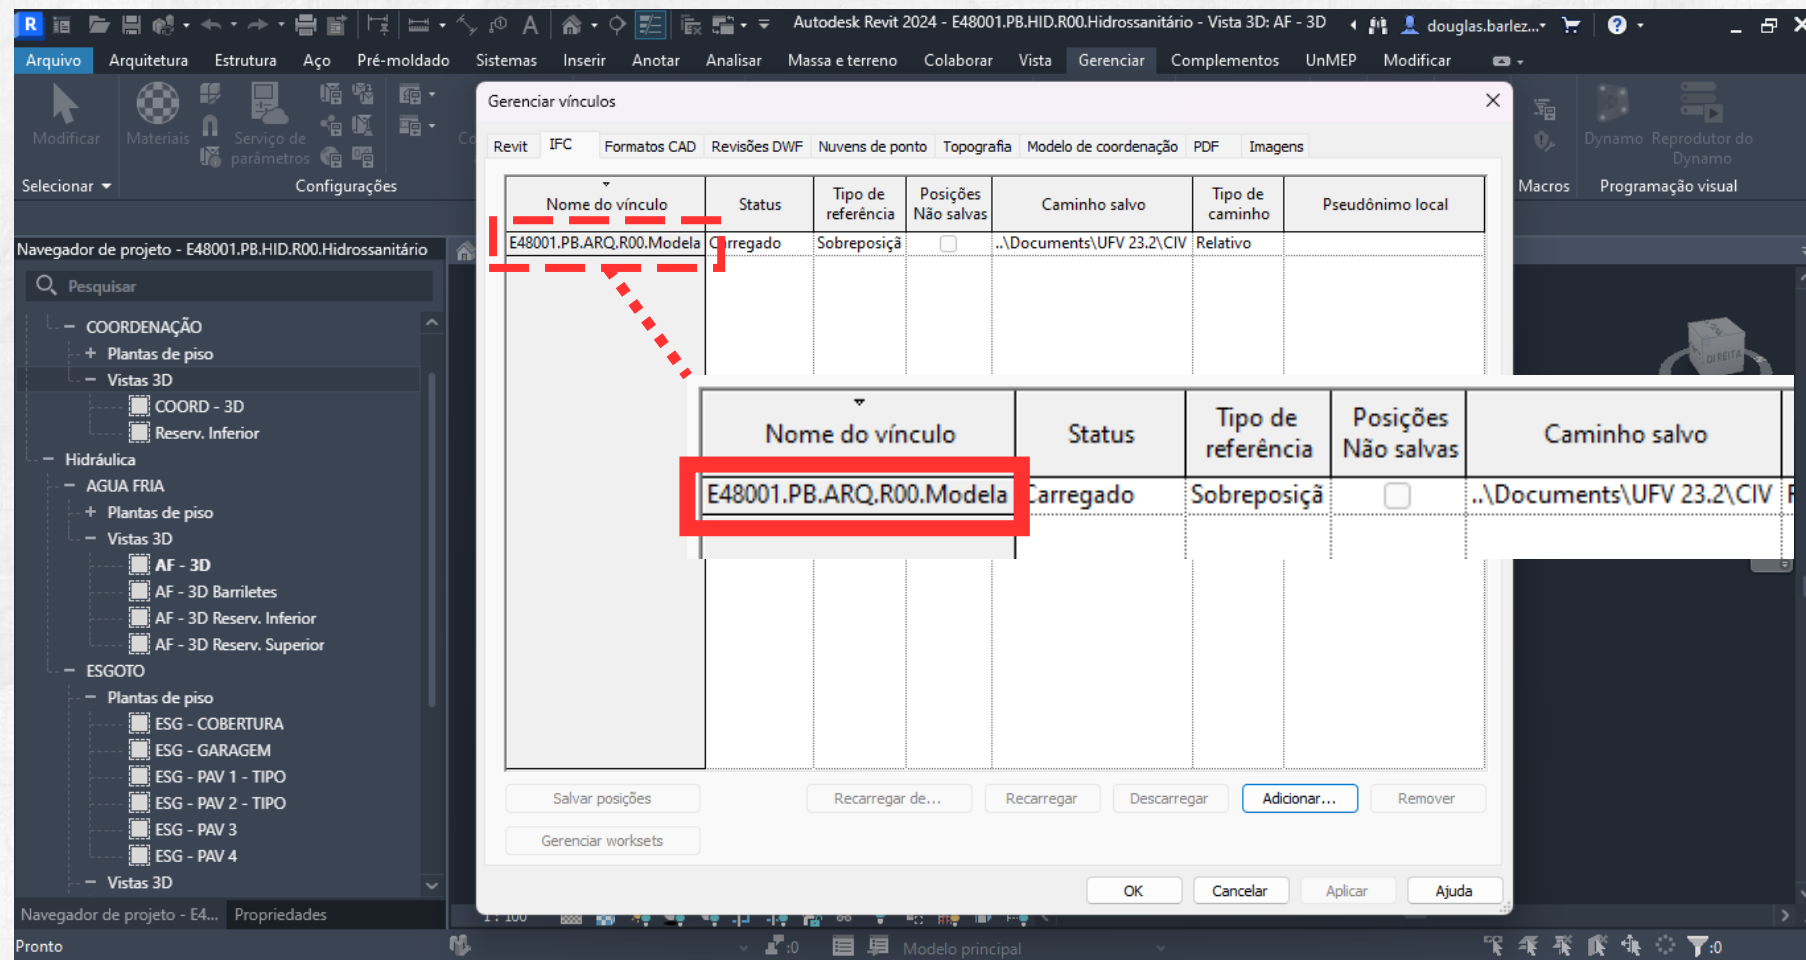 R
A
Autodesk Revit 2024 - E48001.PB.HID.R00.Hidrossanitário - Vista 3D: AF - 3D
douglas.barlez...
?
Arquivo Arquitetura Estrutura Aço Pré-moldado Sistemas Inserir Anotar Analisar Massa e terreno Colaborar Vista Gerenciar Complementos UnMEP Modificar
Modificar
Materiais
Serviço de
parâmetros
Co
Dynamo
Reprodutor do
Dynamo
Selecionar
Configurações
Macros
Programação visual
Gerenciar vínculos
Revit IFC Formatos CAD Revisões DWF Nuvens de ponto Topografia Modelo de coordenação PDF Imagens
Nome do vínculo
Status
Tipo de
referência
Posições
Não salvas
Caminho salvo
Tipo de
caminho
Pseudônimo local
E48001.PB.ARQ.R00.Modela Carregado Sobreposiçã ..\Documents\UFV 23.2\CIV Relativo
Nome do vínculo
Status
Tipo de
referência
Posições
Não salvas
Caminho salvo
E48001.PB.ARQ.R00.Modela Carregado Sobreposiçã ..\Documents\UFV 23.2\CIV
Salvar posições
Recarregar de...
Recarregar
Descarregar
Adicionar...
Remover
Gerenciar worksets
OK
Cancelar
Aplicar
Ajuda
Navegador de projeto - E48001.PB.HID.R00.Hidrossanitário
Pesquisar
COORDENAÇÃO
Plantas de piso
Vistas 3D
COORD - 3D
Reserv. Inferior
Hidráulica
AGUA FRIA
Plantas de piso
Vistas 3D
AF - 3D
AF - 3D Barriletes
AF - 3D Reserv. Inferior
AF - 3D Reserv. Superior
ESGOTO
Plantas de piso
ESG - COBERTURA
ESG - GARAGEM
ESG - PAV 1 - TIPO
ESG - PAV 2 - TIPO
ESG - PAV 3
ESG - PAV 4
Vistas 3D
DIREITA
Navegador de projeto - E4... Propriedades
1 : 100
Pronto
:0
Modelo principal
:0